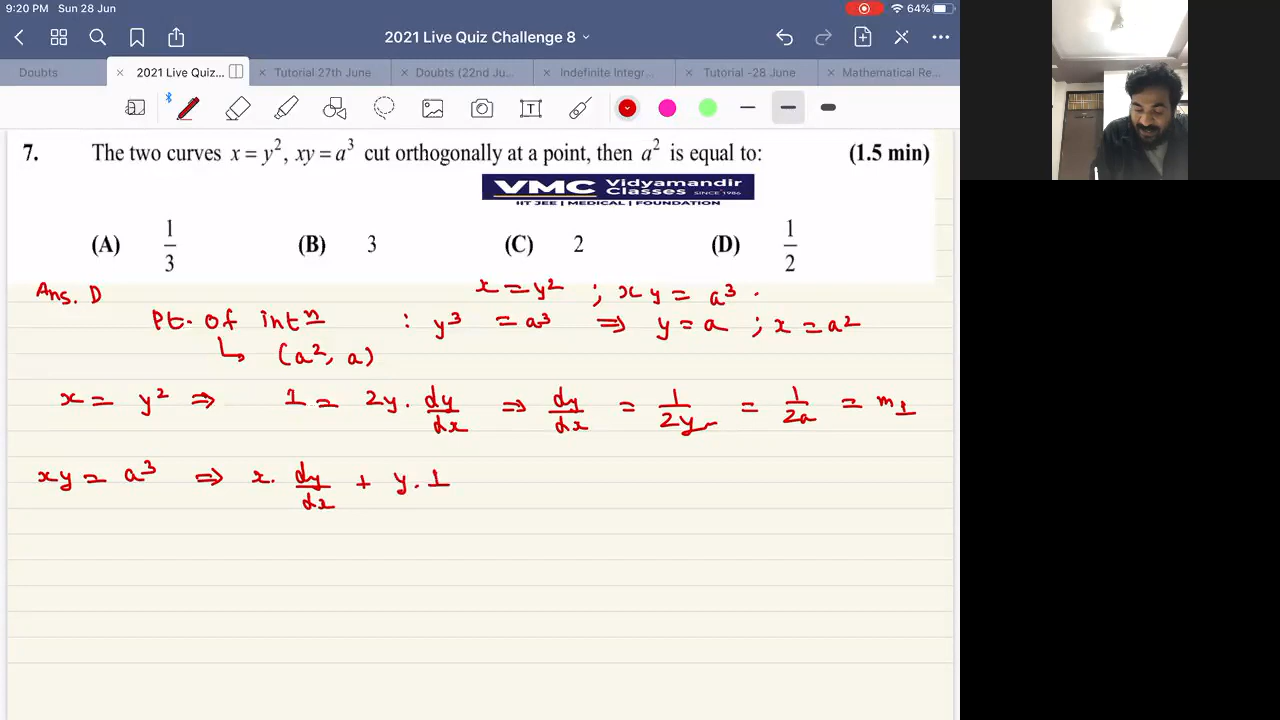 9:20 PM Sun 28 Jun
64%
2021 Live Quiz Challenge 8
Doubts
2021 Live Quiz...
Tutorial 27th June
Doubts (22nd Ju...
Indefinite Integr...
Tutorial -28 June
Mathematical Re...
7. The two curves x = y², xy = a³ cut orthogonally at a point, then a² is equal to: (1.5 min)
VMC Vidyamandir Classes SINCE 1986
IIT JEE | MEDICAL | FOUNDATION
(A) 1/3 (B) 3 (C) 2 (D) 1/2
Ans. D
x = y² ; xy = a³.
Pt. of intⁿ : y³ = a³ ⇒ y = a ; x = a²
↳ (a², a)
x = y² ⇒ 1 = 2y. dy/dx ⇒ dy/dx = 1/2y = 1/2a = m₁
xy = a³ ⇒ x. dy/dx + y. 1